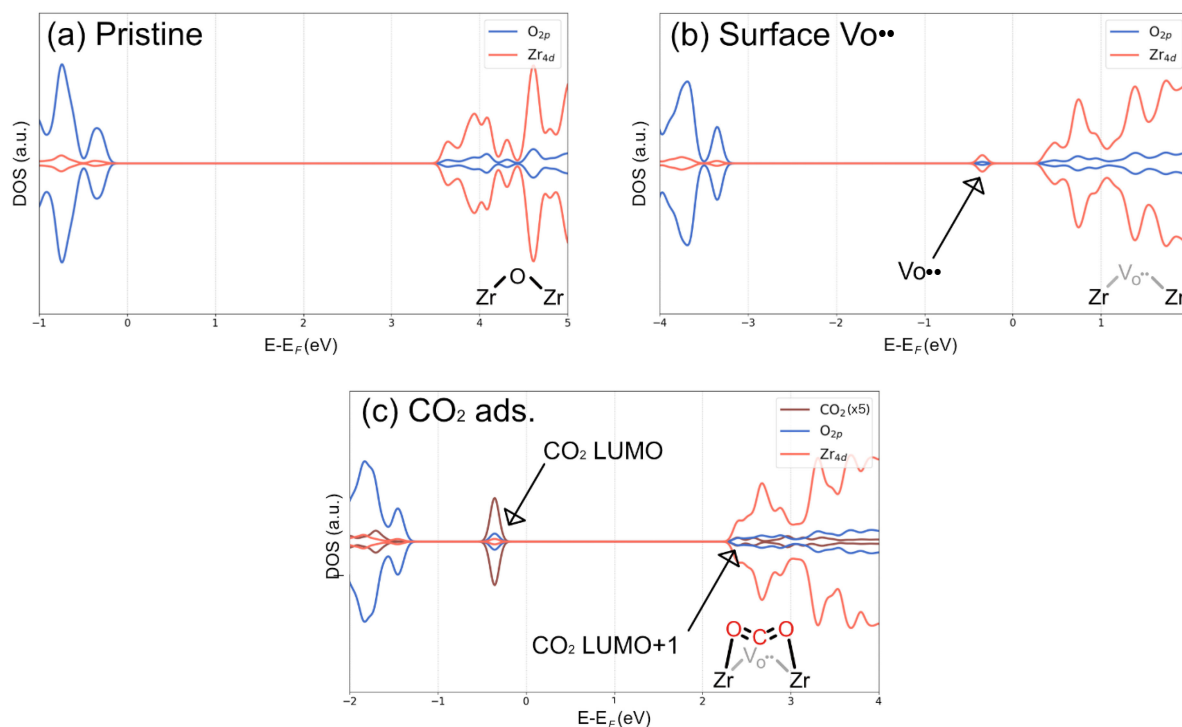 (a) Pristine
O2p
Zr4d
DOS (a.u.)
O
Zr Zr
−1 0 1 2 3 4 5
E-EF(eV)
(b) Surface Vo••
O2p
Zr4d
DOS (a.u.)
Vo••
Vo••
Zr Zr
−4 −3 −2 −1 0 1
E-EF(eV)
(c) CO2 ads.
CO2 (x5)
O2p
Zr4d
CO2 LUMO
DOS (a.u.)
CO2 LUMO+1
O C O
Vo••
Zr Zr
−2 −1 0 1 2 3 4
E-EF(eV)